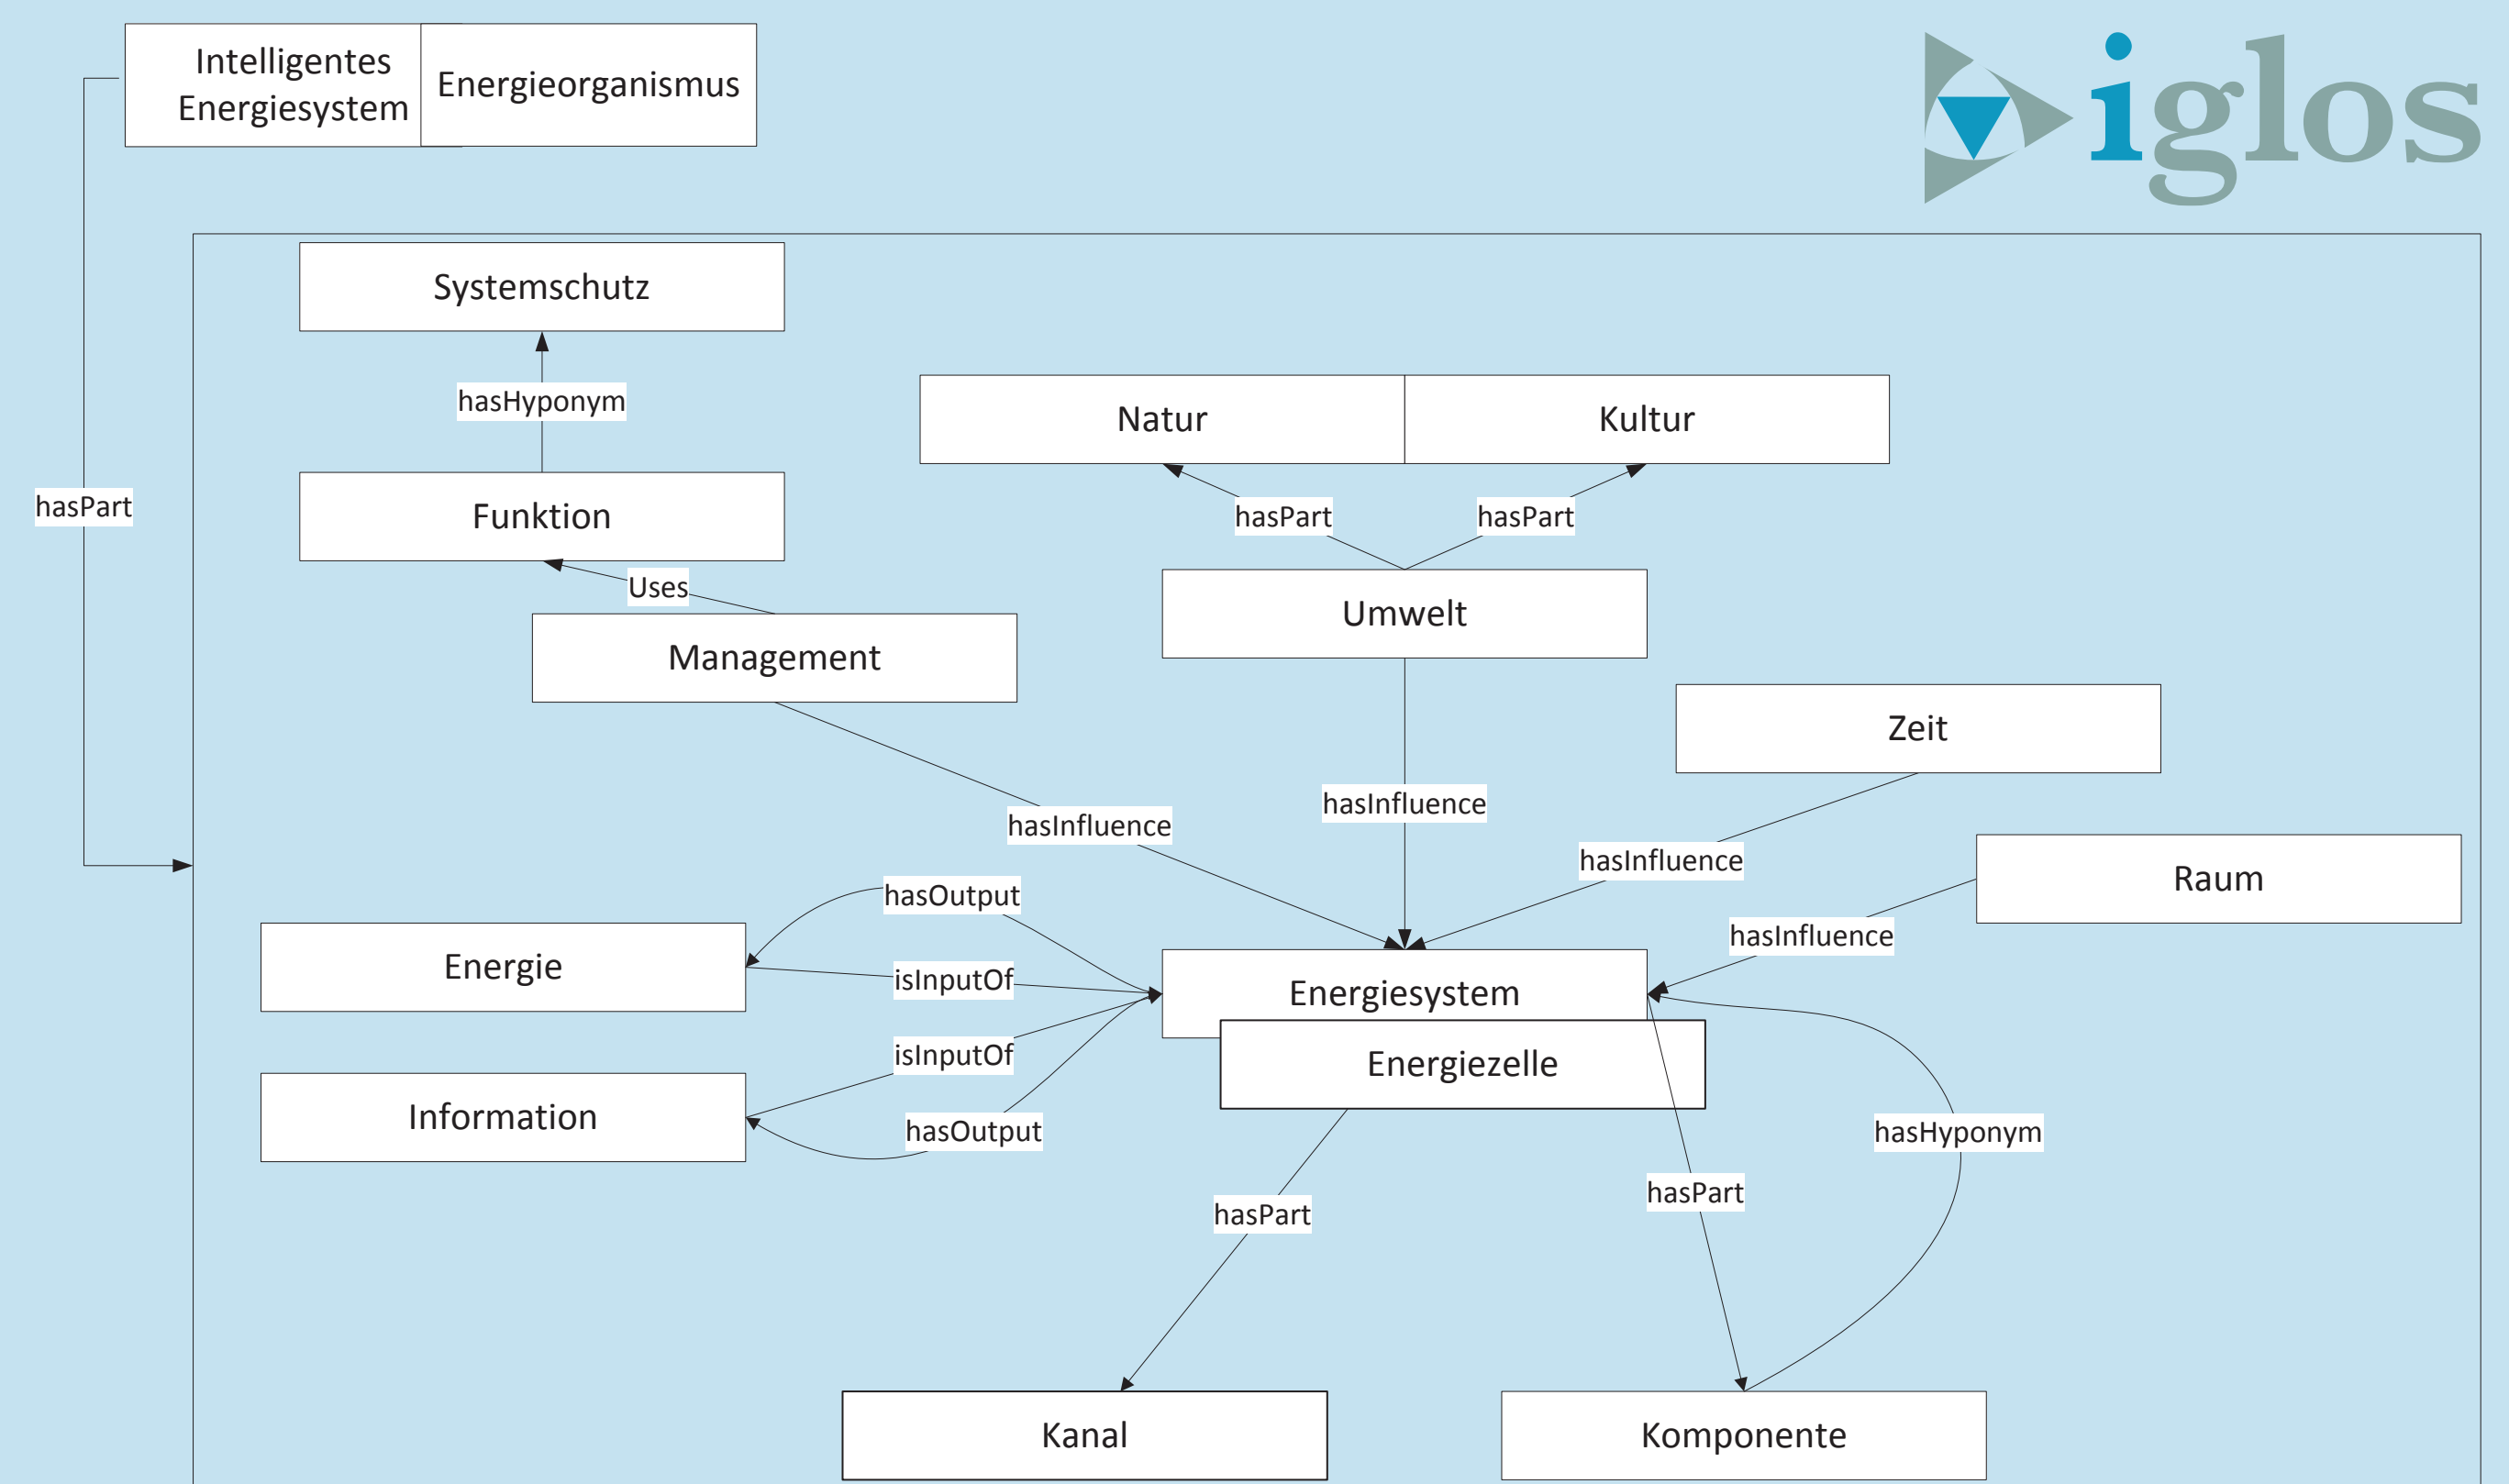 Intelligentes
Energiesystem
Energieorganismus
iglos
Systemschutz
hasHyponym
Natur
Kultur
hasPart
Funktion
hasPart
hasPart
Uses
Umwelt
Management
Zeit
hasInfluence
hasInfluence
hasInfluence
Raum
hasOutput
hasInfluence
Energie
isInputOf
Energiesystem
isInputOf
Energiezelle
Information
hasOutput
hasHyponym
hasPart
hasPart
Kanal
Komponente